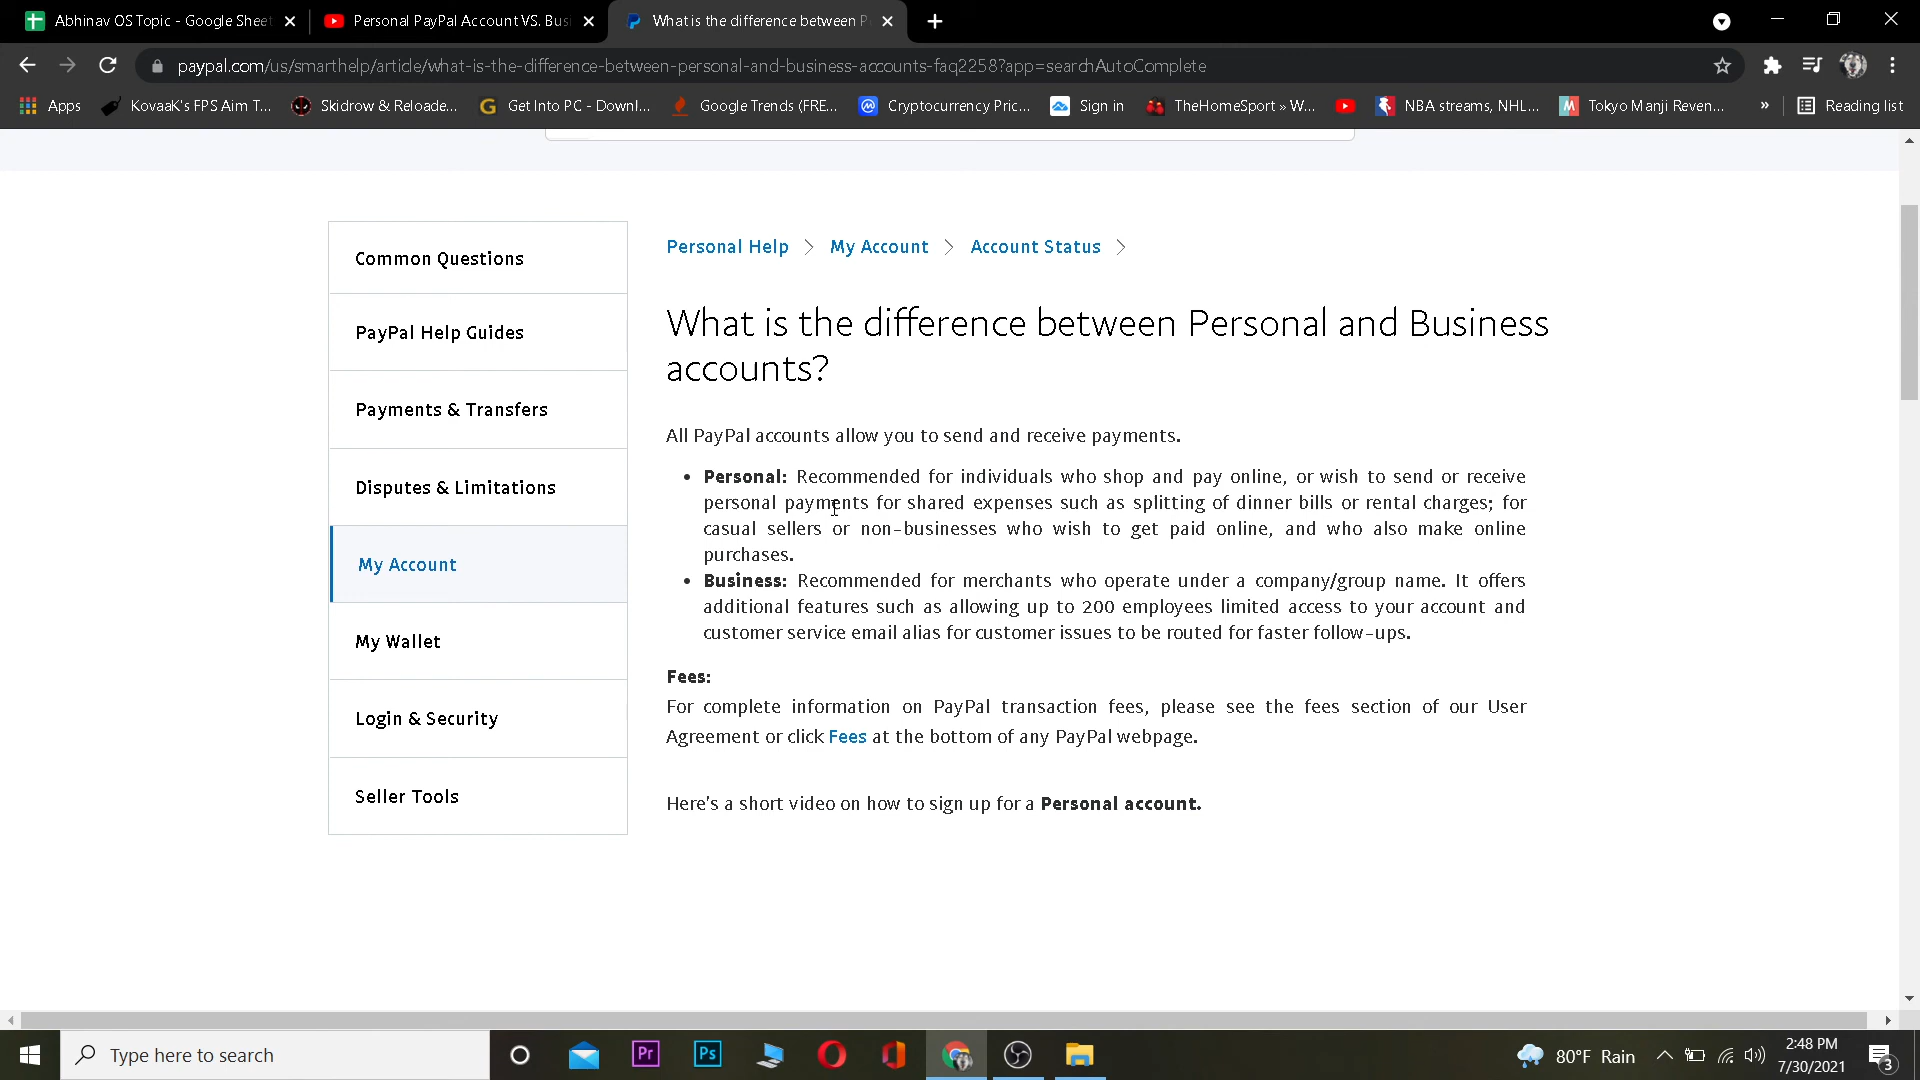 Abhinav OS Topic - Google Sheet
Personal PayPal Account VS. Busi
What is the difference between P
paypal.com/us/smarthelp/article/what-is-the-difference-between-personal-and-business-accounts-faq2258?app=searchAutoComplete
Apps
KovaaK's FPS Aim T...
Skidrow & Reloade...
Get Into PC - Downl...
Google Trends (FRE...
Cryptocurrency Pric...
Sign in
TheHomeSport » W...
NBA streams, NHL...
Tokyo Manji Reven...
»
Reading list
Common Questions
PayPal Help Guides
Payments & Transfers
Disputes & Limitations
My Account
My Wallet
Login & Security
Seller Tools
Personal Help > My Account > Account Status >
What is the difference between Personal and Business
accounts?
All PayPal accounts allow you to send and receive payments.
• Personal: Recommended for individuals who shop and pay online, or wish to send or receive
personal payments for shared expenses such as splitting of dinner bills or rental charges; for
casual sellers or non-businesses who wish to get paid online, and who also make online
purchases.
• Business: Recommended for merchants who operate under a company/group name. It offers
additional features such as allowing up to 200 employees limited access to your account and
customer service email alias for customer issues to be routed for faster follow-ups.
Fees:
For complete information on PayPal transaction fees, please see the fees section of our User
Agreement or click Fees at the bottom of any PayPal webpage.
Here's a short video on how to sign up for a Personal account.
Type here to search
Pr
Ps
80°F Rain
2:48 PM
7/30/2021
3